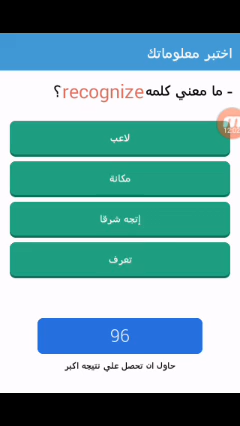 اختبر معلوماتك
- ما معني كلمه recognize ؟
لاعب
مكانة
إتجه شرقا
تعرف
96
حاول ان تحصل علي نتيجه اكبر